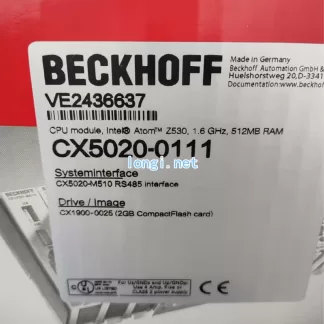 Made in Germany
BECKHOFF
Beckhoff Automation GmbH &
Huelshorstweg 20, D-3341
Documentation:www.beckhoff
VE2436637
CPU module, Intel® Atom™ Z530, 1.6 GHz, 512MB RAM
CX5020-0111
longi.net
Systeminterface
CX5020-M510 RS485 interface
Drive / Image
CX1900-0025 (2GB CompactFlash card)